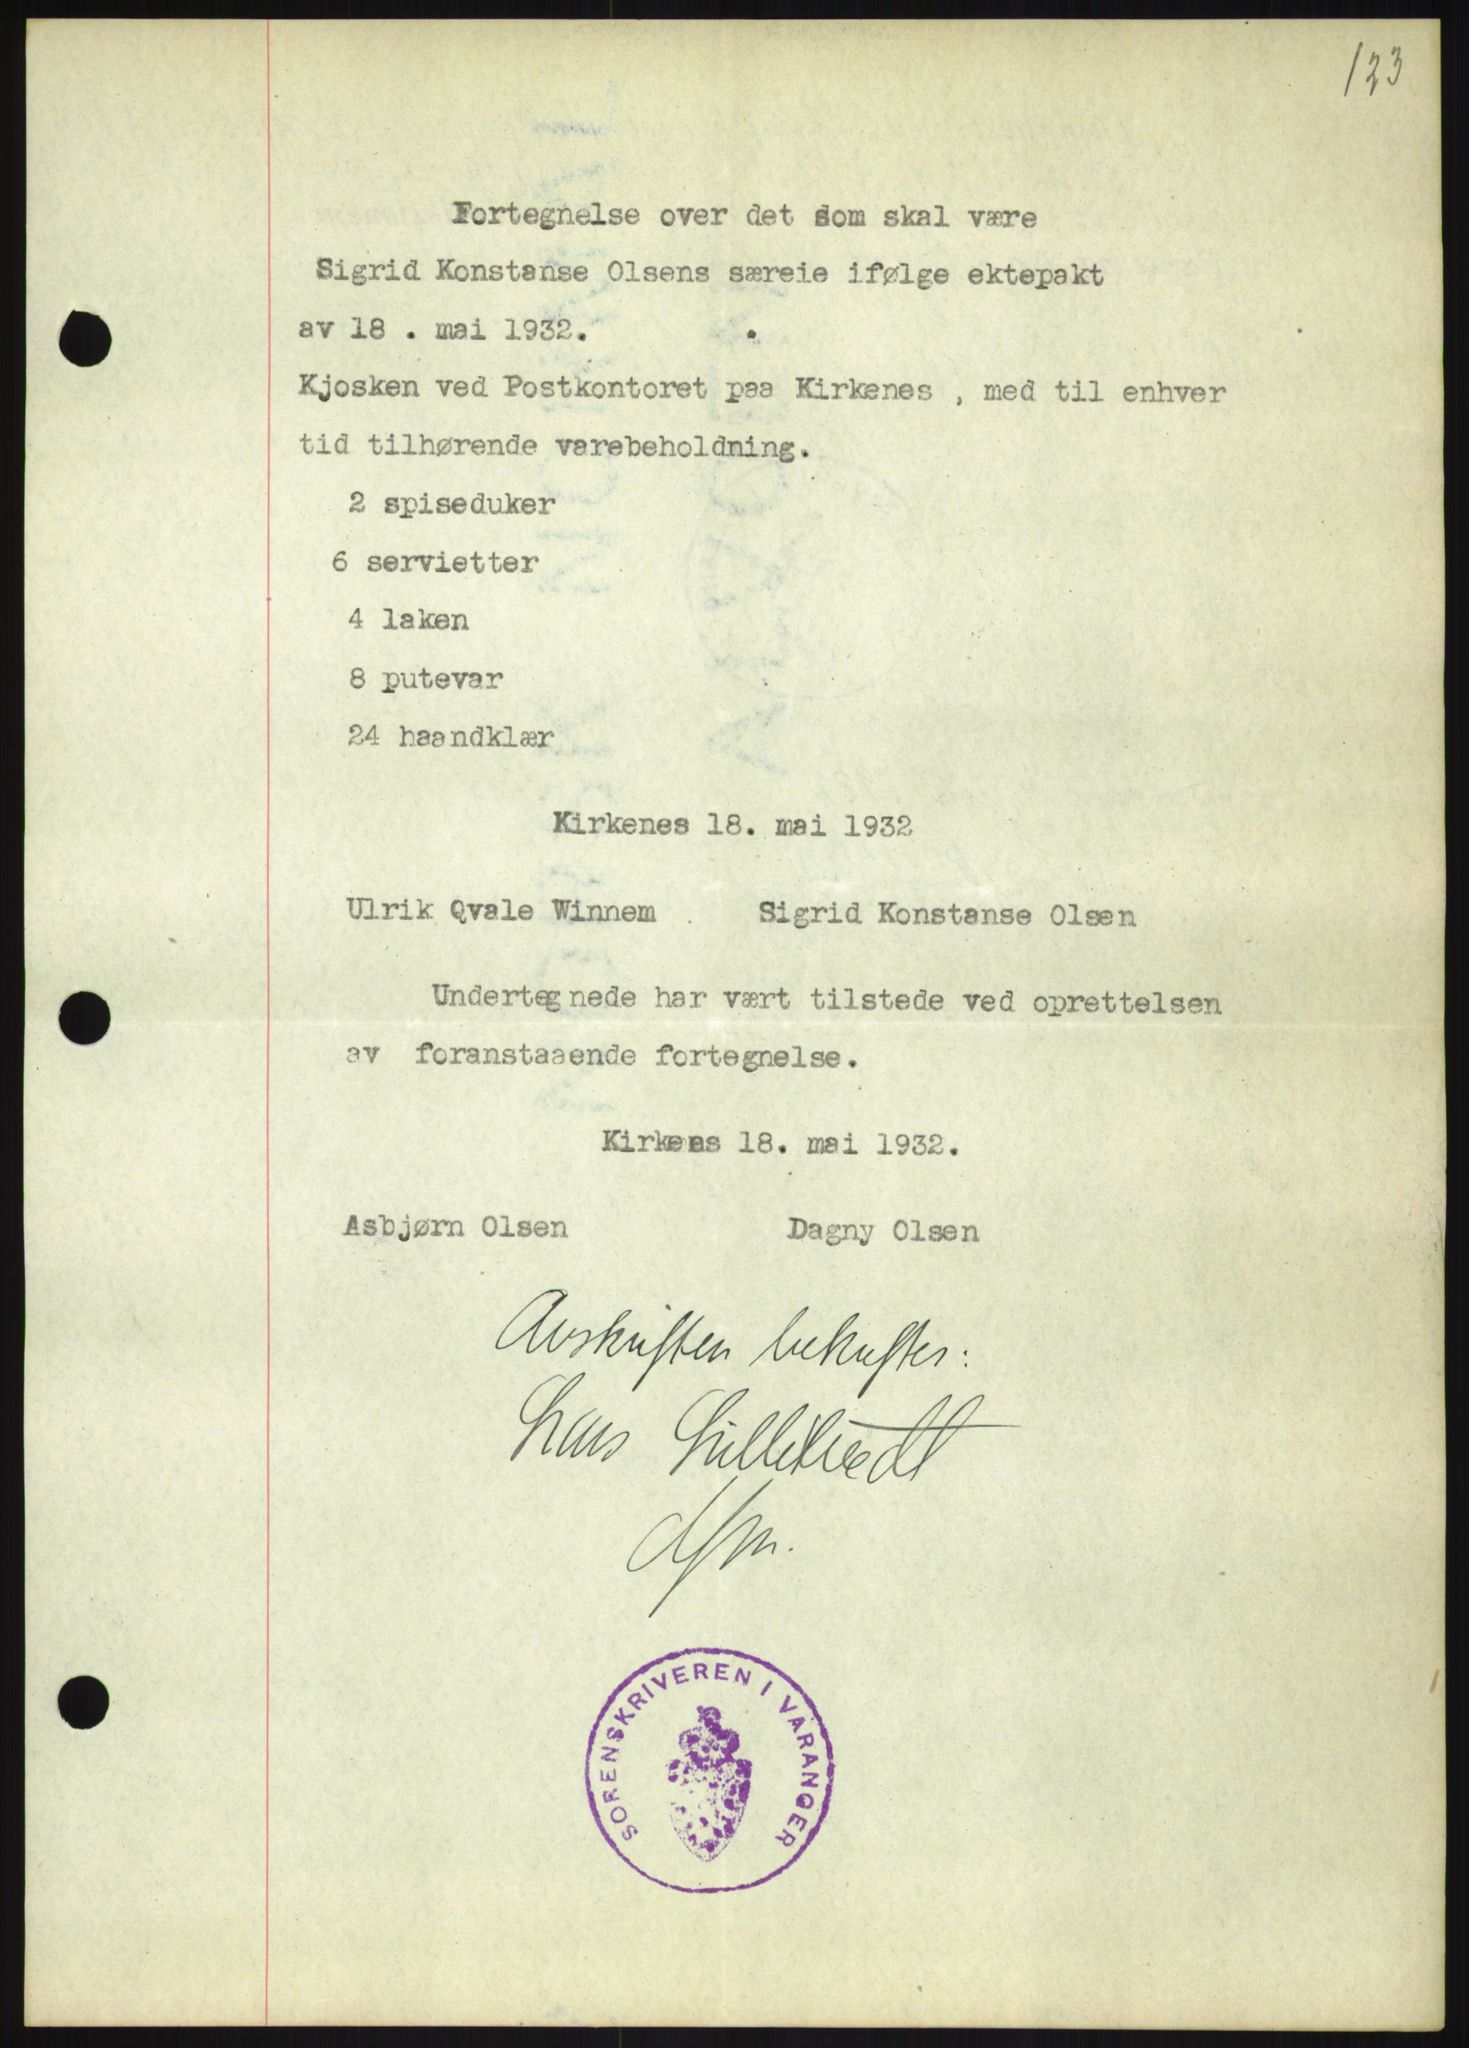 123
Fortegnelse over det som skal være
Sigrid Konstanse Olsens særeie ifølge ektepakt
av 18 . mai 1932.
Kjosken ved Postkontoret paa Kirkenes , med til enhver
tid tilhørende varebeholdning.
2 spiseduker
6 servietter
4 laken
8 putevar
24 haandklær
Kirkenes 18. mai 1932
Ulrik Qvale Winnem . Sigrid Konstanse Olsen
Undertegnede har vært tilstede ved oprettelsen
av foranstaaende fortegnelse.
Kirkees 18. mai 1932.
Asbjørn Olsen Dagny Olsen
Avskriften bekreftes:
SORENSKRIVEREN I VARANGER